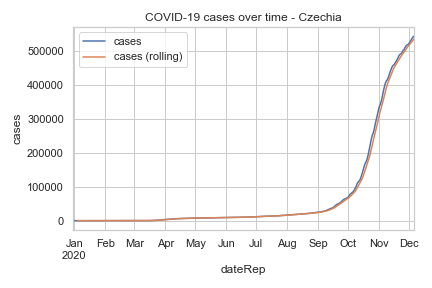 COVID-19 cases over time - Czechia
cases
cases (rolling)
500000
400000
300000
200000
100000
0
cases
Jan Feb Mar Apr May Jun Jul Aug Sep Oct Nov Dec
2020
dateRep